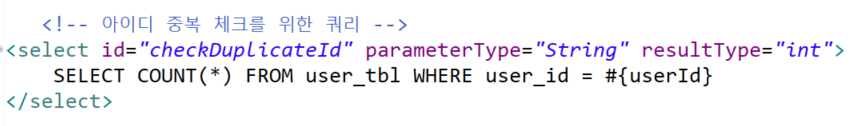 <!-- 아이디 중복 체크를 위한 쿼리 -->
<select id="checkDuplicateId" parameterType="String" resultType="int">
SELECT COUNT(*) FROM user_tbl WHERE user_id = #{userId}
</select>